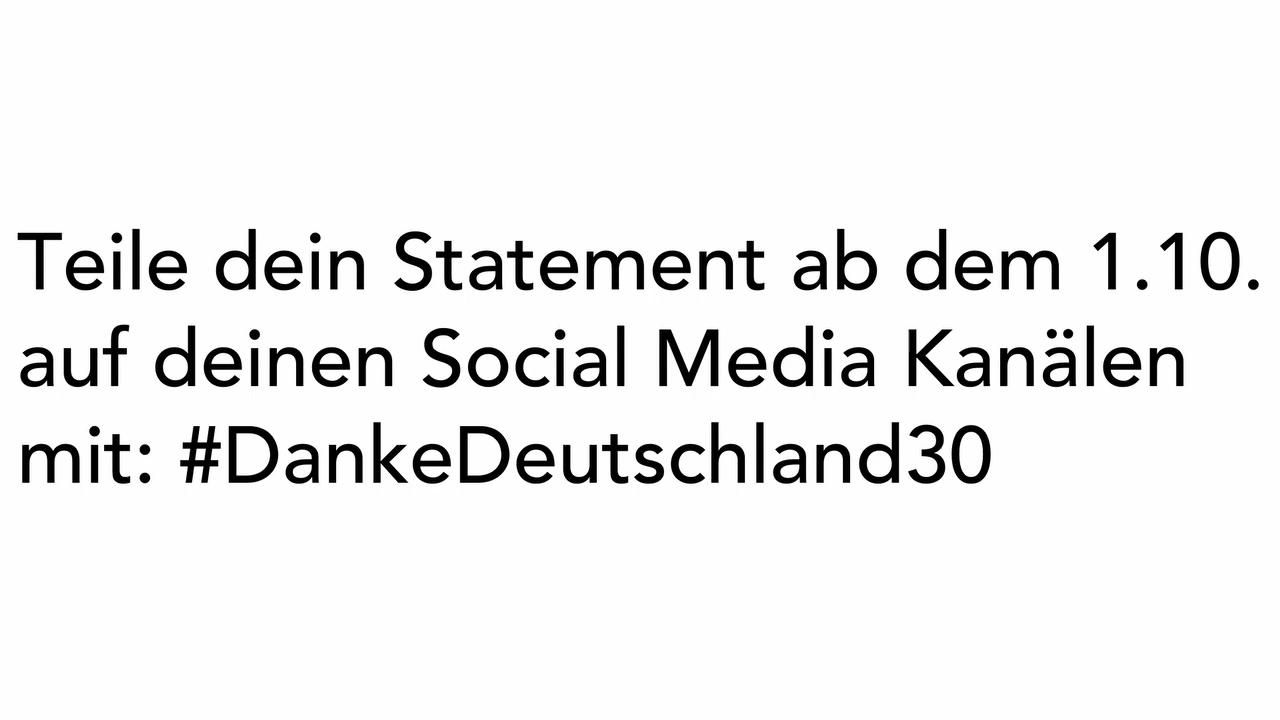 Teile dein Statement ab dem 1.10.
auf deinen Social Media Kanälen
mit: #DankeDeutschland30